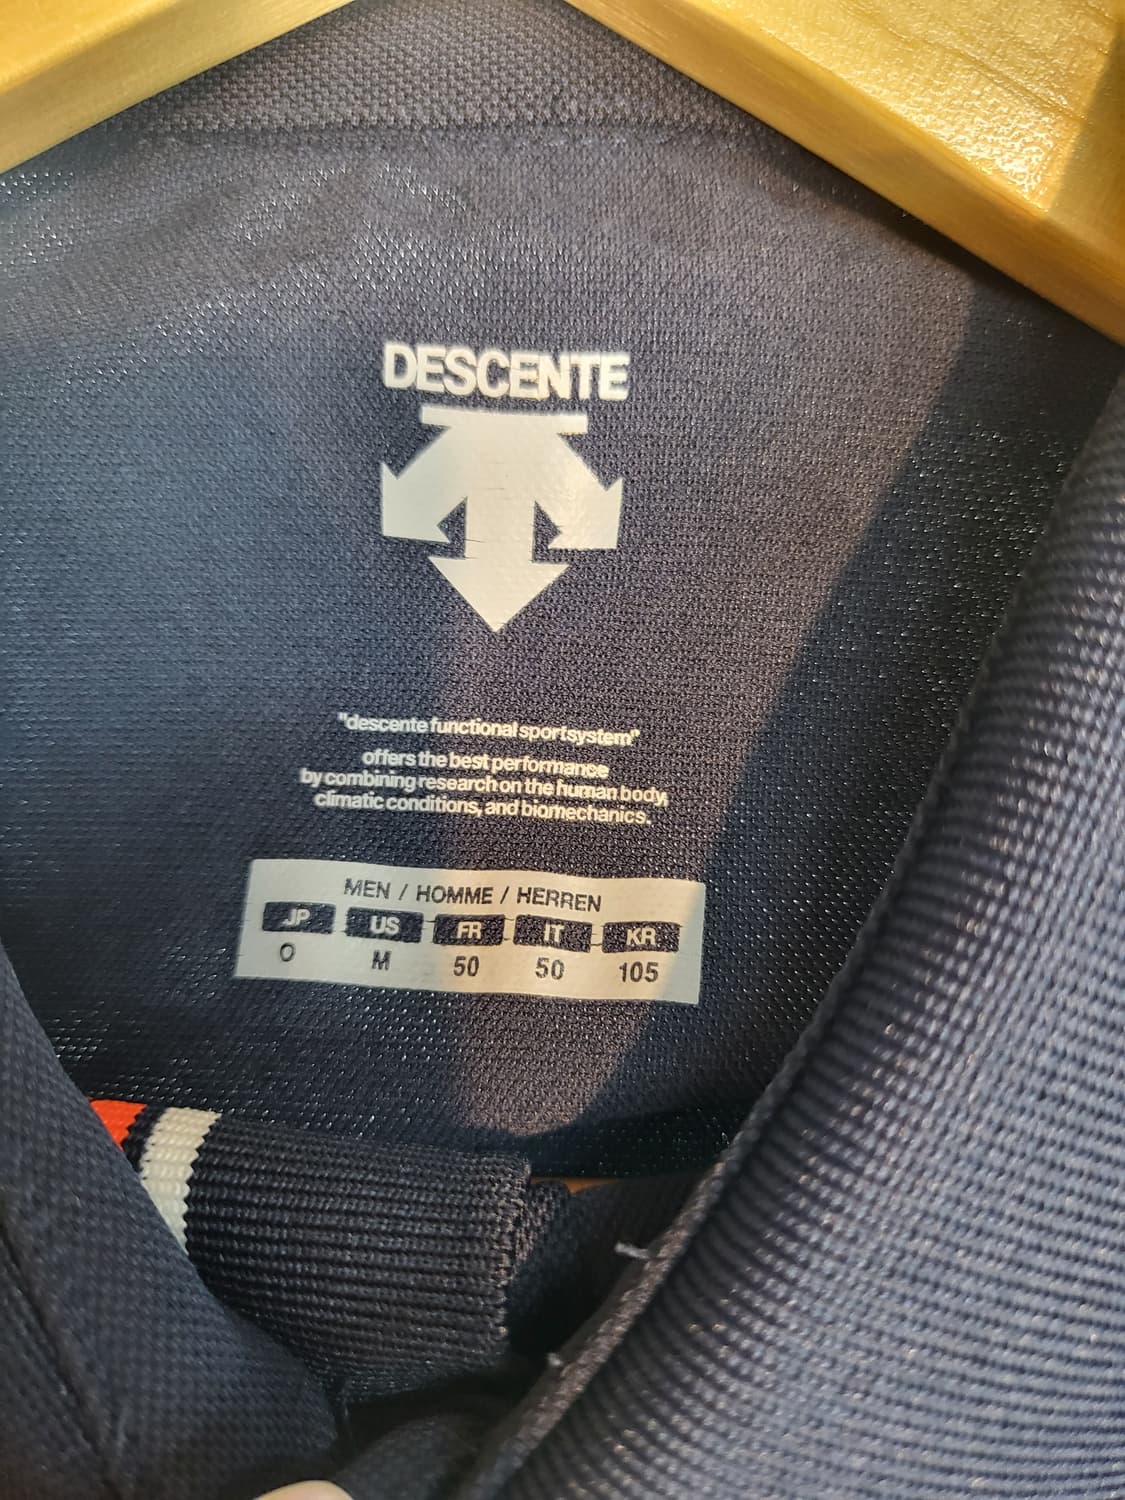 DESCENTE
"descente functional sportsystem"
offers the best performance
by combining research on the human body,
climatic conditions, and biomechanics.
MEN / HOMME / HERREN
JP US FR IT KR
O M 50 50 105